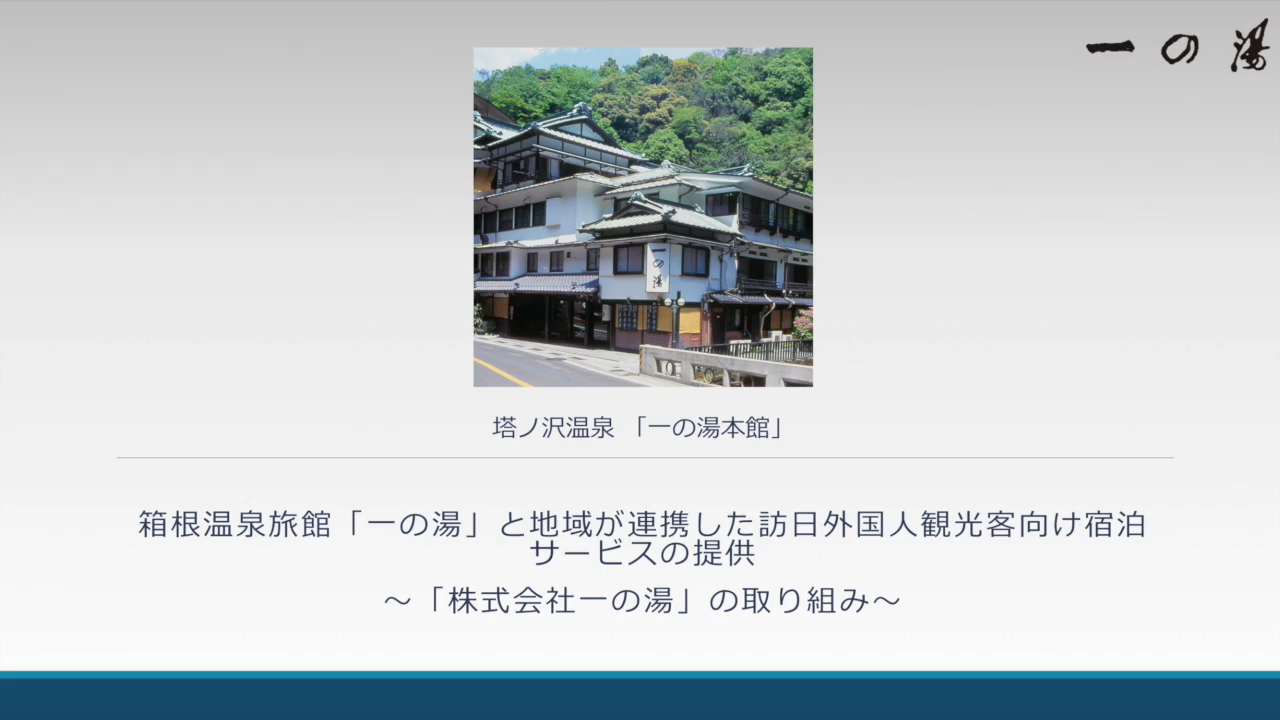 一の湯
一の湯
塔ノ沢温泉 「一の湯本館」
箱根温泉旅館「一の湯」と地域が連携した訪日外国人観光客向け宿泊
サービスの提供
～「株式会社一の湯」の取り組み～